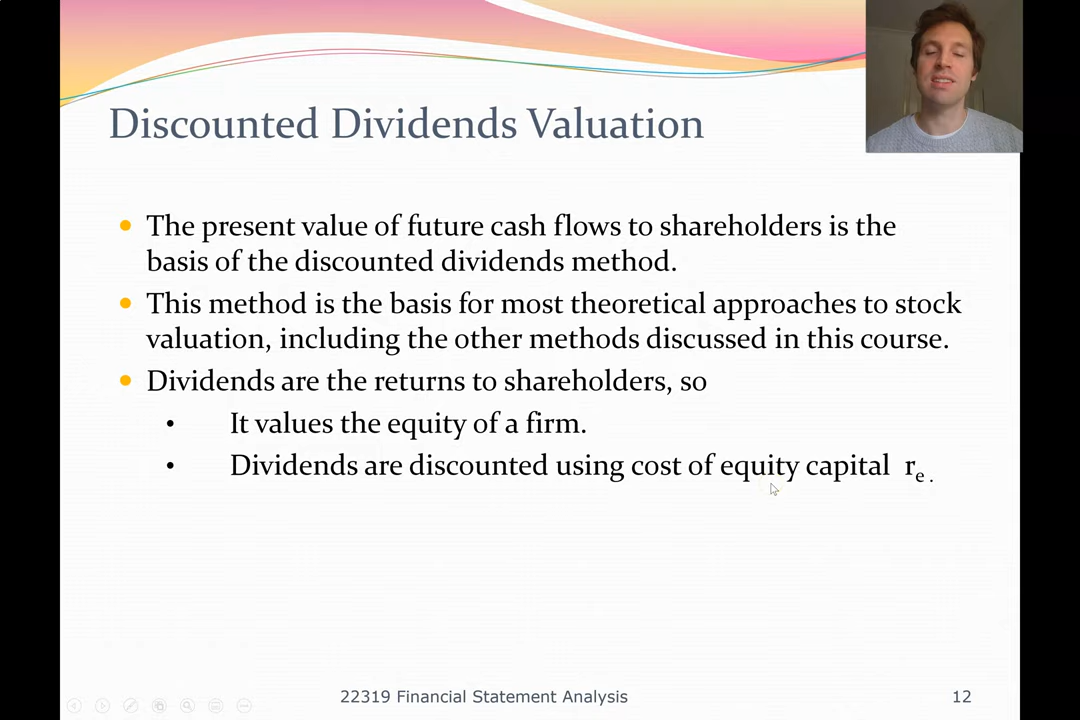 Discounted Dividends Valuation
• The present value of future cash flows to shareholders is the
basis of the discounted dividends method.
• This method is the basis for most theoretical approaches to stock
valuation, including the other methods discussed in this course.
• Dividends are the returns to shareholders, so
• It values the equity of a firm.
• Dividends are discounted using cost of equity capital re .
22319 Financial Statement Analysis
12